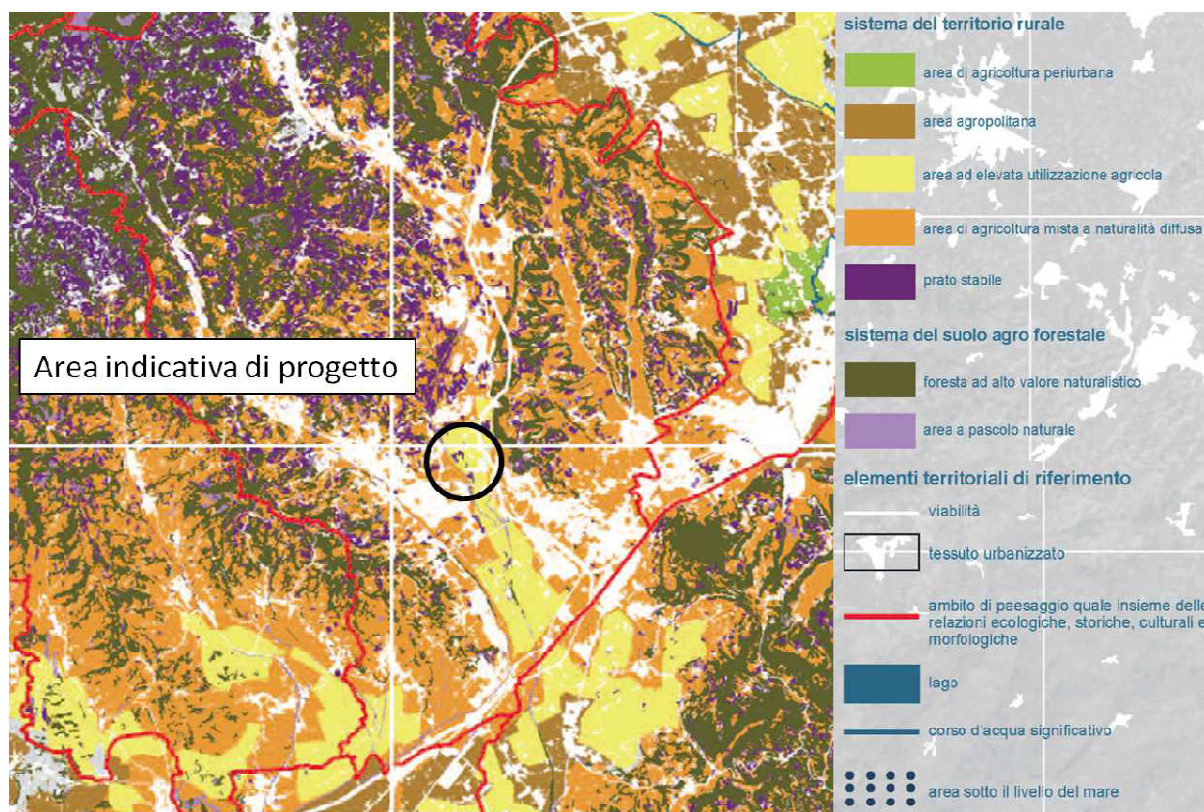 Area indicativa di progetto
sistema del territorio rurale
area di agricoltura periurbana
area agropolitana
area ad elevata utilizzazione agricola
area di agricoltura mista a naturalità diffusa
prato stabile
sistema del suolo agro forestale
foresta ad alto valore naturalistico
area a pascolo naturale
elementi territoriali di riferimento
viabilità
tessuto urbanizzato
ambito di paesaggio quale insieme delle
relazioni ecologiche, storiche, culturali e
morfologiche
lago
corso d'acqua significativo
area sotto il livello del mare